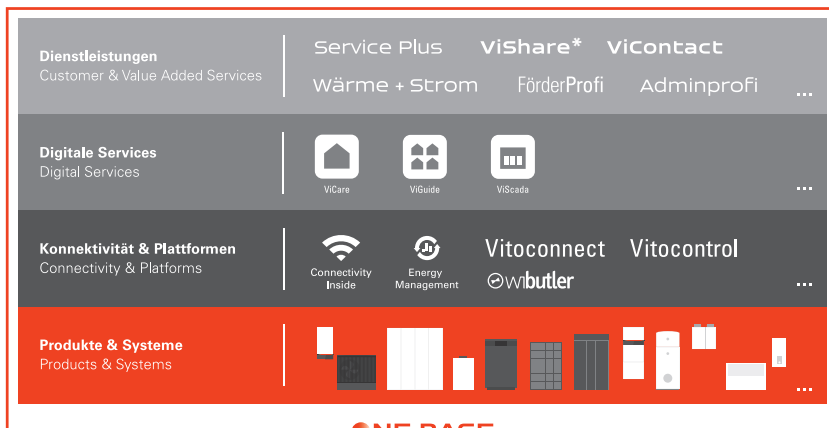 Dienstleistungen
Customer & Value Added Services
Service Plus ViShare* ViContact
Wärme + Strom FörderProfi Adminprofi ...
Digitale Services
Digital Services
ViCare ViGuide ViScada
...
Konnektivität & Plattformen
Connectivity & Platforms
Connectivity Inside
Energy Management
Vitoconnect Vitocontrol
wibutler
...
Produkte & Systeme
Products & Systems
...